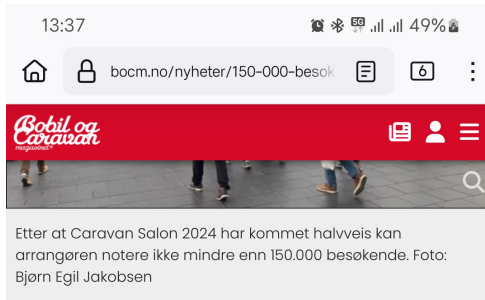 13:37 5G 49%
bocm.no/nyheter/150-000-besok 6
Bobil og
Caravan
magasinet
Etter at Caravan Salon 2024 har kommet halvveis kan
arrangøren notere ikke mindre enn 150.000 besøkende. Foto:
Bjørn Egil Jakobsen